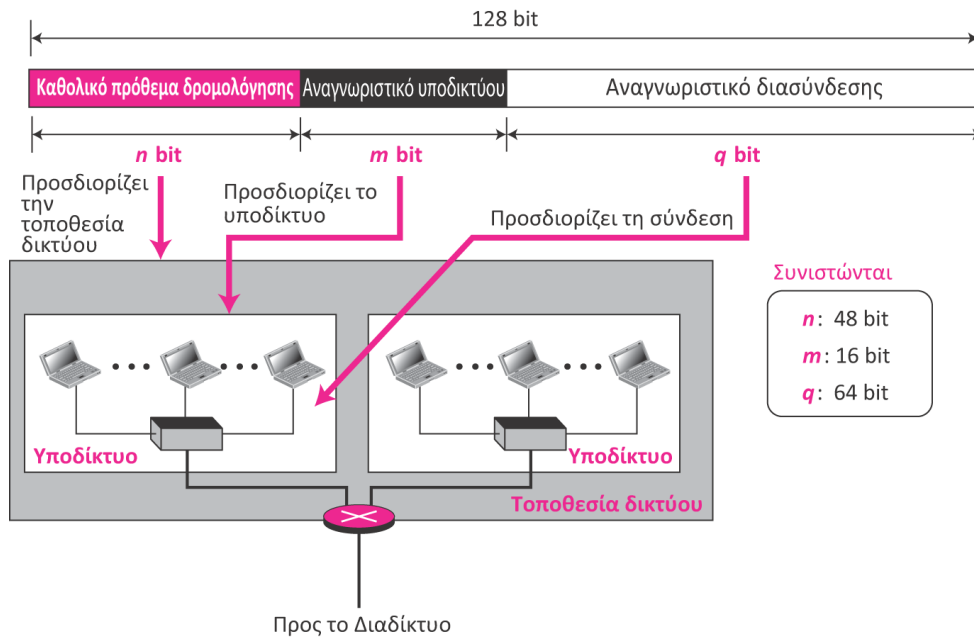 128 bit
Καθολικό πρόθεμα δρομολόγησης Αναγνωριστικό υποδικτύου Αναγνωριστικό διασύνδεσης
n bit m bit q bit
Προσδιορίζει
την
τοποθεσία
δικτύου
Προσδιορίζει το
υποδίκτυο
Προσδιορίζει τη σύνδεση
Συνιστώνται
n: 48 bit
m: 16 bit
q: 64 bit
Υποδίκτυο
Υποδίκτυο
Τοποθεσία δικτύου
Προς το Διαδίκτυο